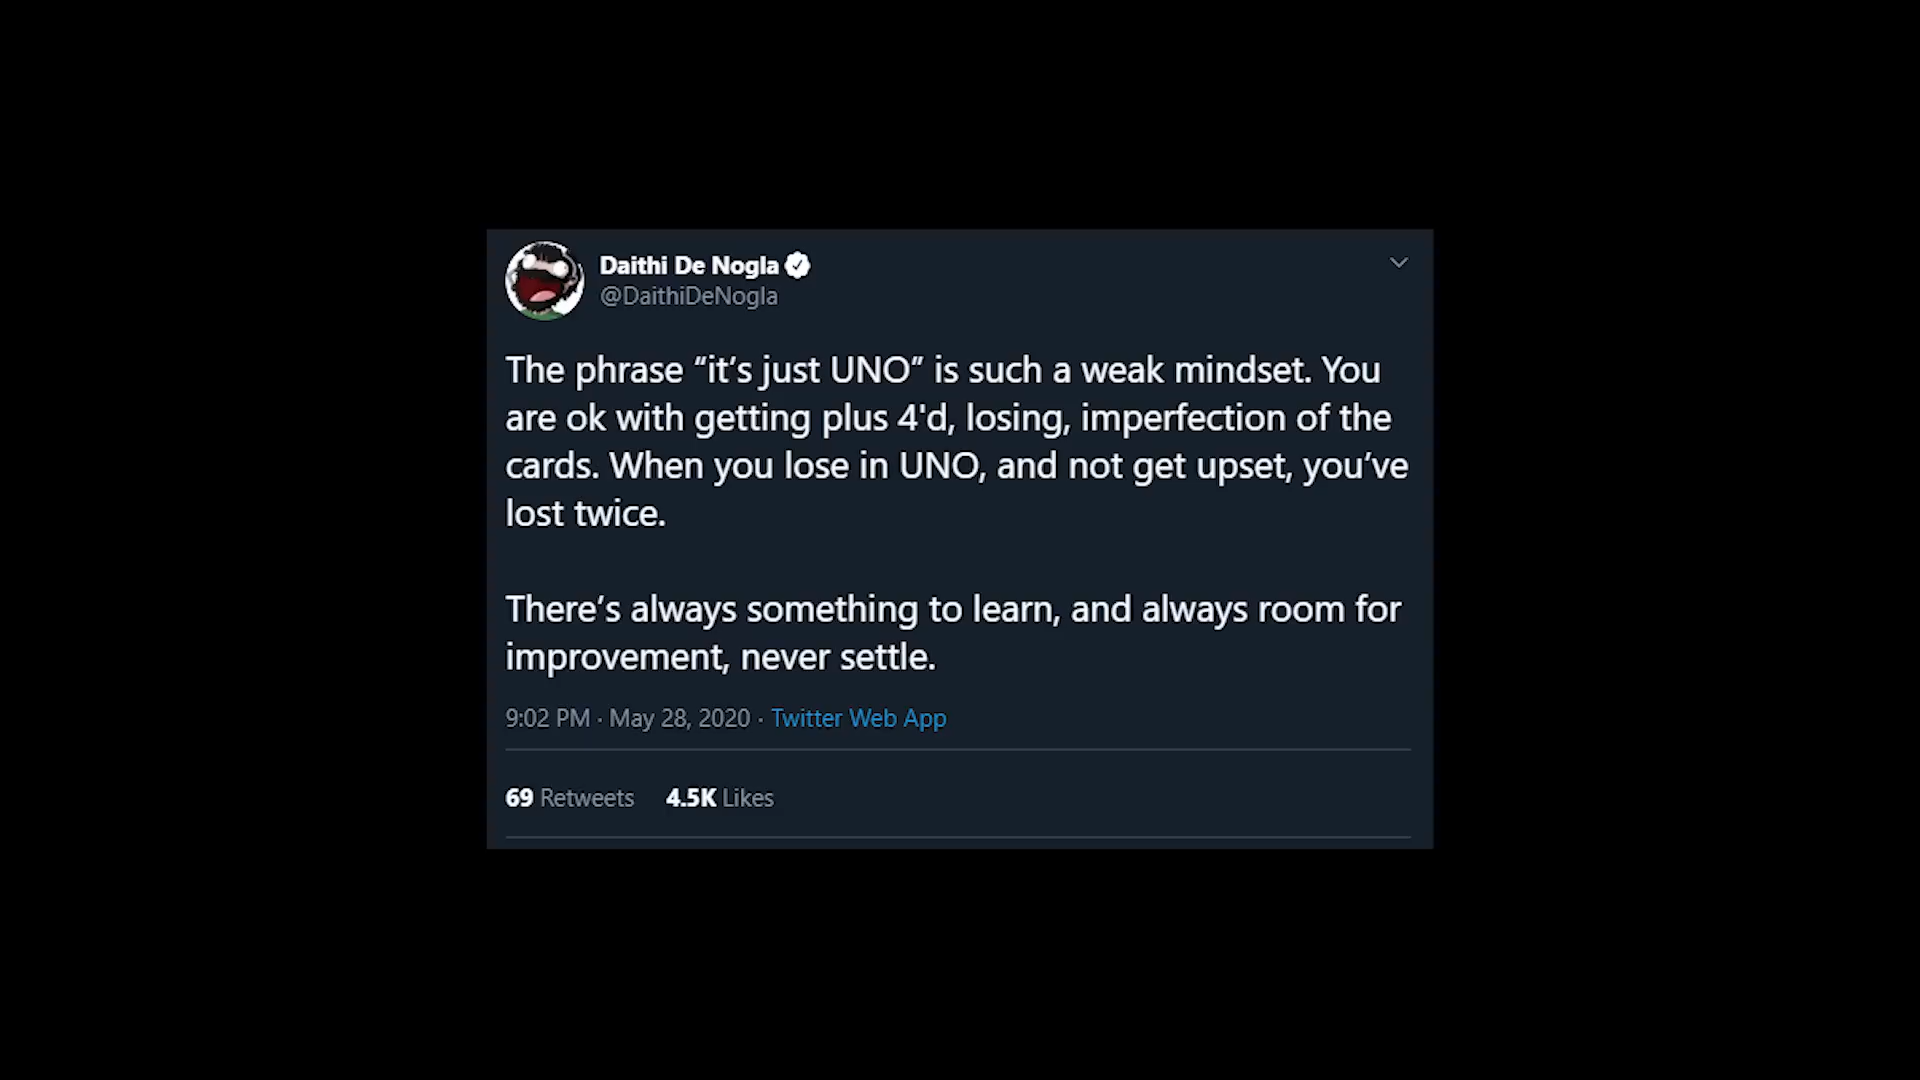 Daithi De Nogla
@DaithiDeNogla
The phrase “it’s just UNO” is such a weak mindset. You
are ok with getting plus 4'd, losing, imperfection of the
cards. When you lose in UNO, and not get upset, you’ve
lost twice.
There’s always something to learn, and always room for
improvement, never settle.
9:02 PM · May 28, 2020 · Twitter Web App
69 Retweets 4.5K Likes